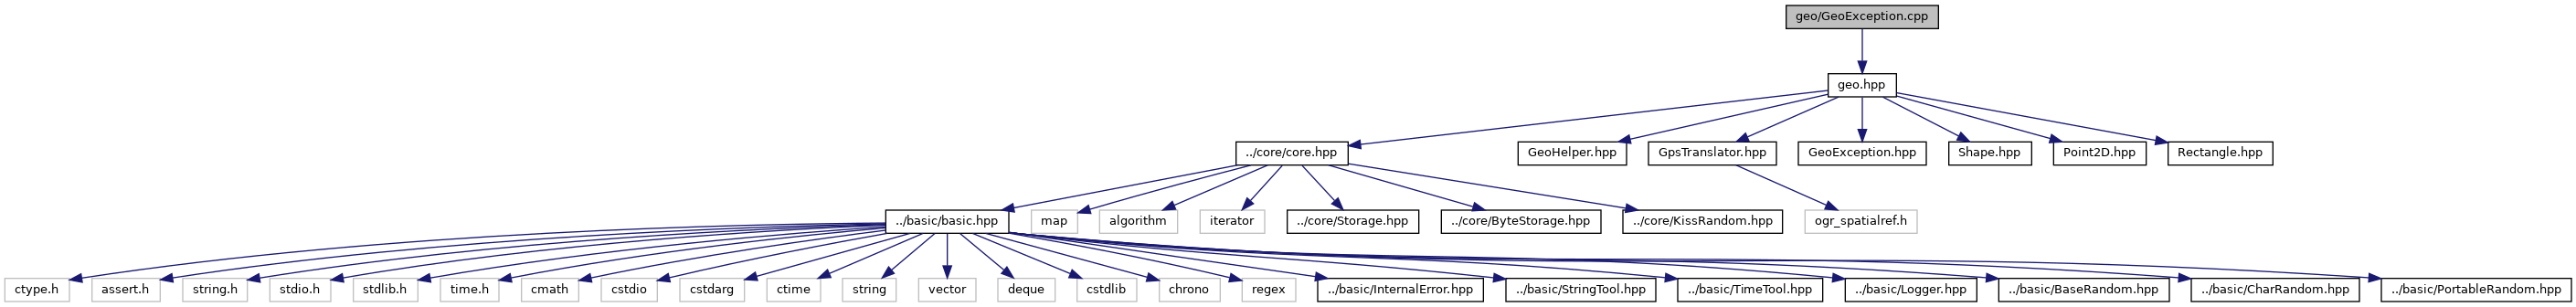 geo/GeoException.cpp
geo.hpp
../core/core.hpp
GeoHelper.hpp
GpsTranslator.hpp
GeoException.hpp
Shape.hpp
Point2D.hpp
Rectangle.hpp
../basic/basic.hpp
map
algorithm
iterator
../core/Storage.hpp
../core/ByteStorage.hpp
../core/KissRandom.hpp
ogr_spatialref.h
ctype.h
assert.h
string.h
stdio.h
stdlib.h
time.h
cmath
cstdio
cstdarg
ctime
string
vector
deque
cstdlib
chrono
regex
../basic/InternalError.hpp
../basic/StringTool.hpp
../basic/TimeTool.hpp
../basic/Logger.hpp
../basic/BaseRandom.hpp
../basic/CharRandom.hpp
../basic/PortableRandom.hpp